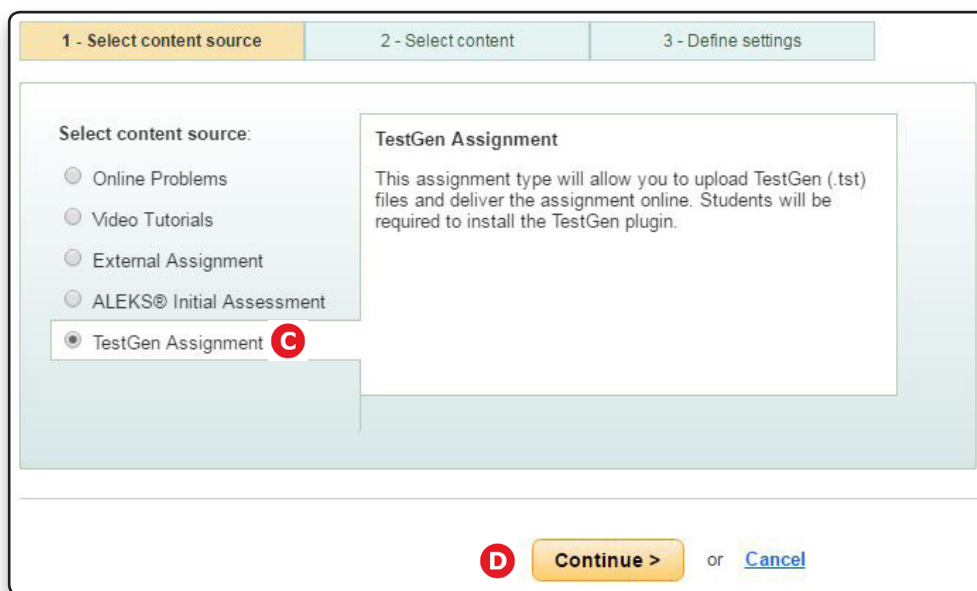 1 - Select content source
2 - Select content
3 - Define settings
Select content source:
Online Problems
Video Tutorials
External Assignment
ALEKS® Initial Assessment
TestGen Assignment C
TestGen Assignment
This assignment type will allow you to upload TestGen (.tst)
files and deliver the assignment online. Students will be
required to install the TestGen plugin.
D Continue > or Cancel